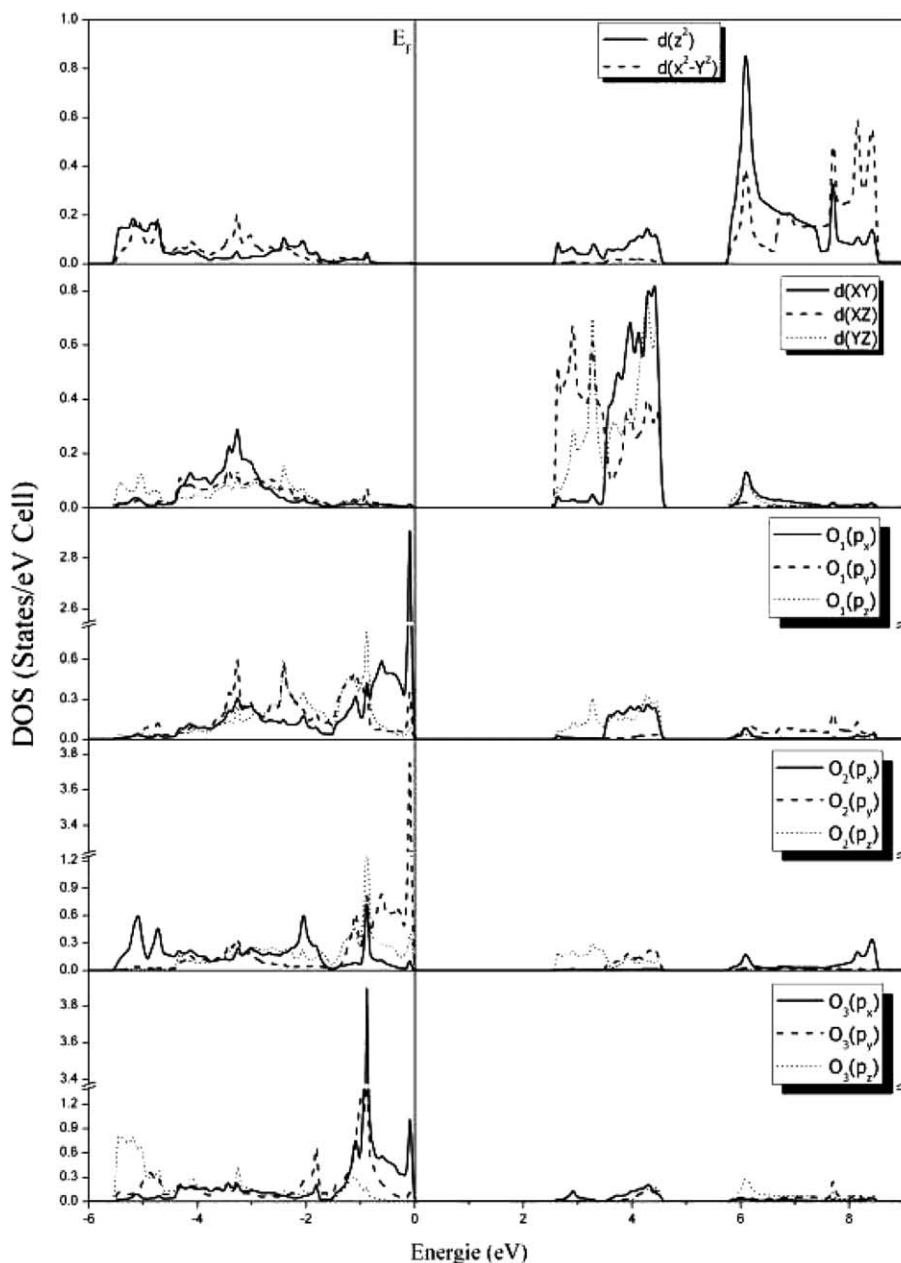 DOS (States/eV Cell)
E_F
d(z²)
d(x²-Y²)
1.0
0.8
0.6
0.4
0.2
0.0
d(XY)
d(XZ)
d(YZ)
0.8
0.6
0.4
0.2
0.0
O₁(pₓ)
O₁(p_y)
O₁(p_z)
2.8
2.6
0.6
0.3
0.0
O₂(pₓ)
O₂(p_y)
O₂(p_z)
3.8
3.6
3.4
3.2
1.2
0.9
0.6
0.3
0.0
O₃(pₓ)
O₃(p_y)
O₃(p_z)
3.8
3.6
3.4
1.2
0.9
0.6
0.3
0.0
-6 -4 -2 0 2 4 6 8
Energie (eV)